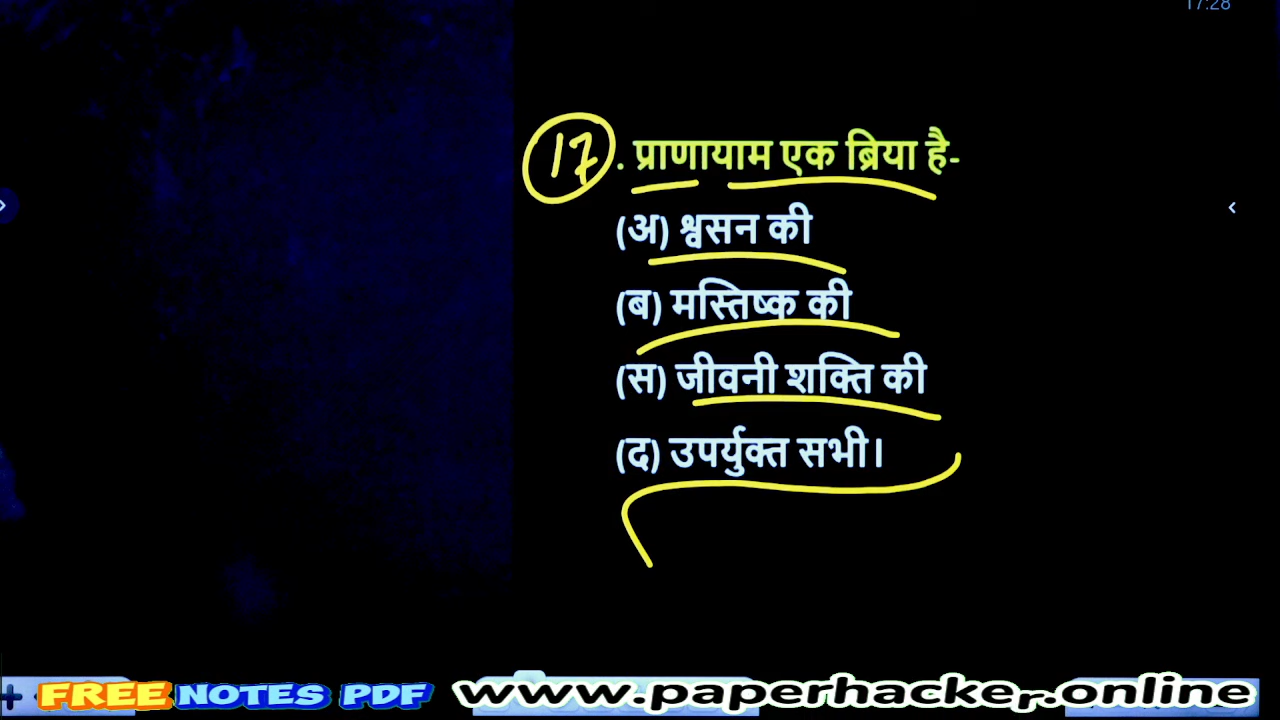 17:28
17. प्राणायाम एक ब्रिया है-
(अ) श्वसन की
(ब) मस्तिष्क की
(स) जीवनी शक्ति की
(द) उपर्युक्त सभी।
FREE NOTES PDF www.paperhacker.online